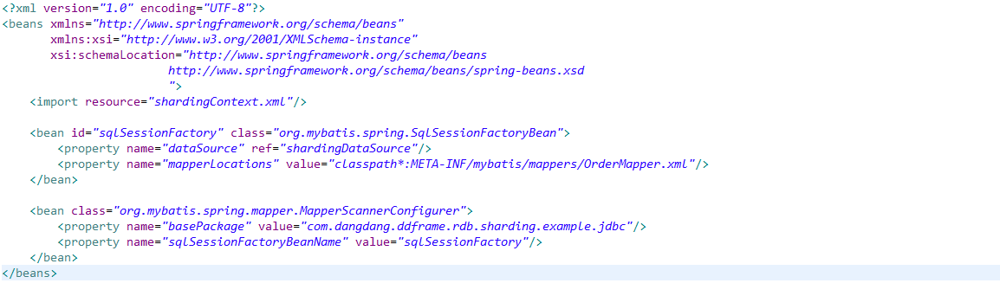 <?xml version="1.0" encoding="UTF-8"?>
<beans xmlns="http://www.springframework.org/schema/beans"
       xmlns:xsi="http://www.w3.org/2001/XMLSchema-instance"
       xsi:schemaLocation="http://www.springframework.org/schema/beans
                        http://www.springframework.org/schema/beans/spring-beans.xsd
                        ">
    <import resource="shardingContext.xml"/>

    <bean id="sqlSessionFactory" class="org.mybatis.spring.SqlSessionFactoryBean">
        <property name="dataSource" ref="shardingDataSource"/>
        <property name="mapperLocations" value="classpath*:META-INF/mybatis/mappers/OrderMapper.xml"/>
    </bean>

    <bean class="org.mybatis.spring.mapper.MapperScannerConfigurer">
        <property name="basePackage" value="com.dangdang.ddframe.rdb.sharding.example.jdbc"/>
        <property name="sqlSessionFactoryBeanName" value="sqlSessionFactory"/>
    </bean>
</beans>